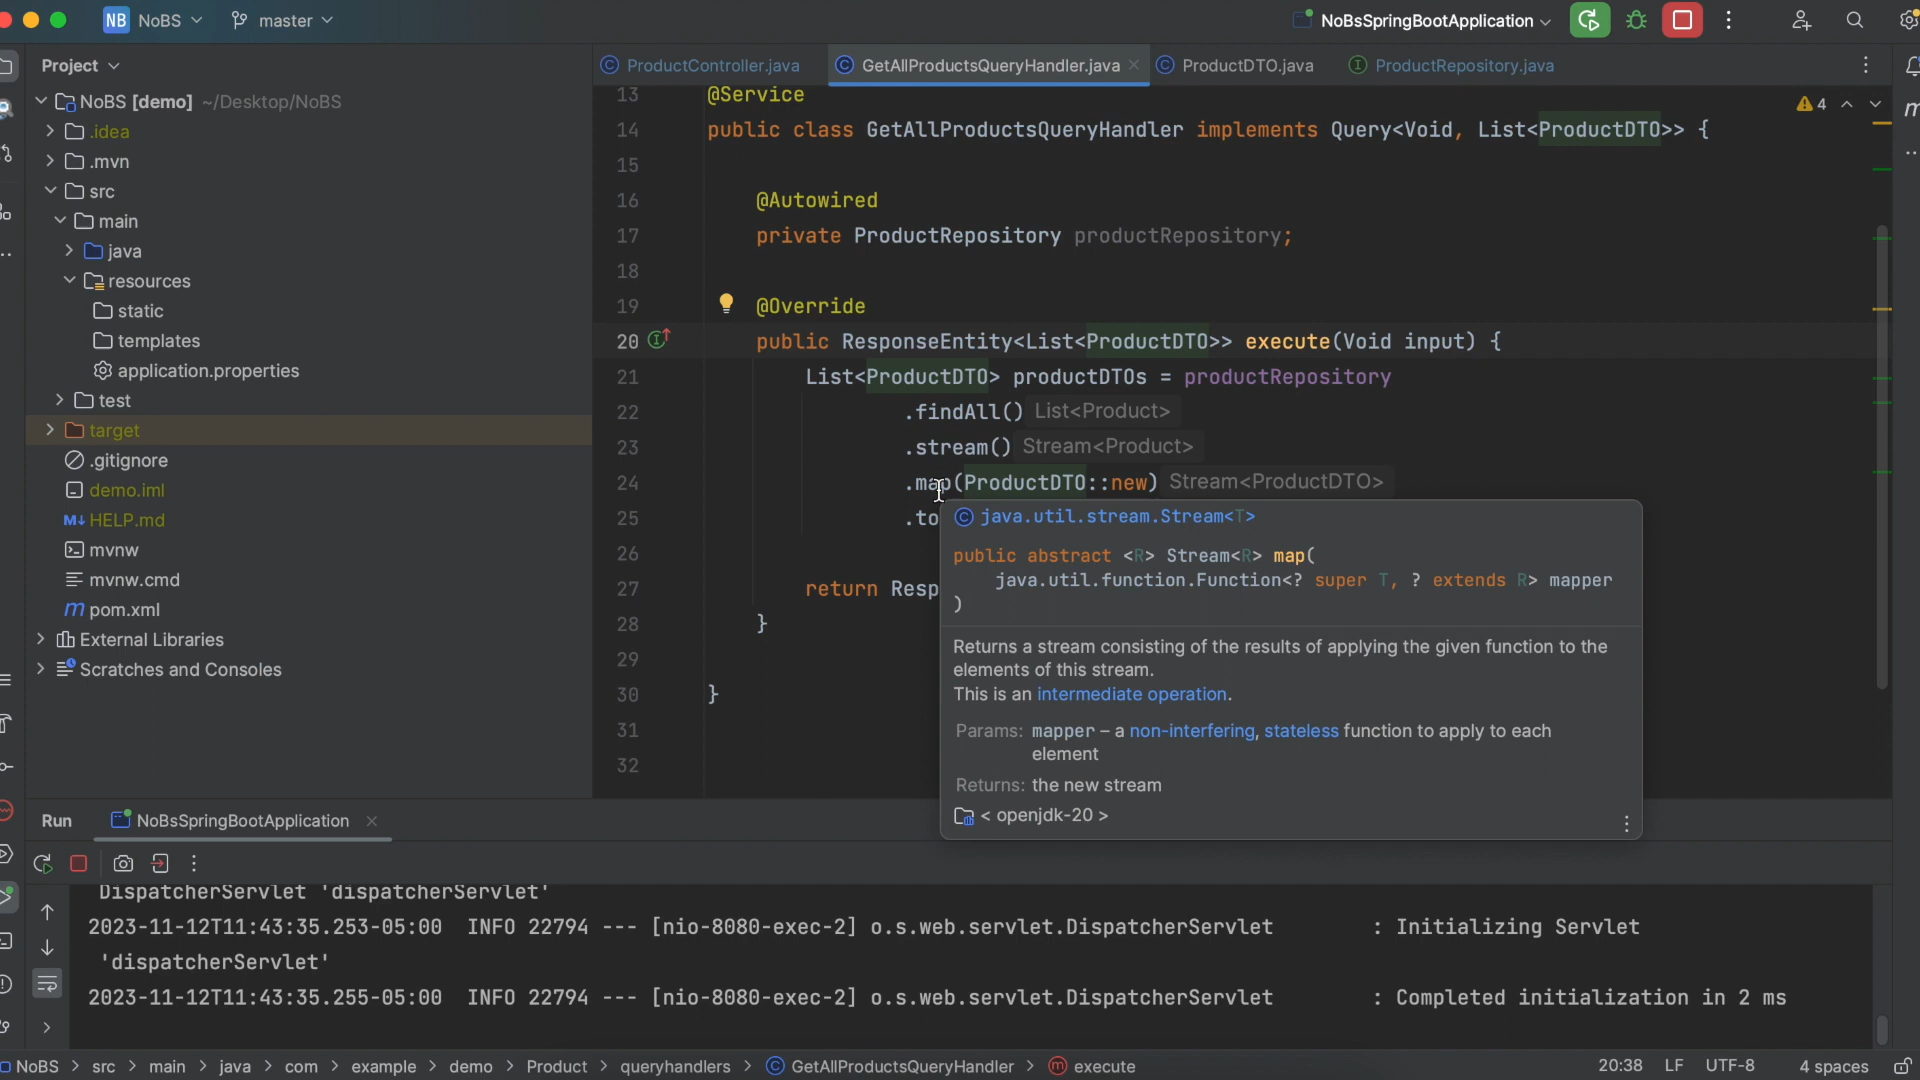 NB NoBS master NoBsSpringBootApplication
Project
NoBS [demo] ~/Desktop/NoBS
.idea
.mvn
src
main
java
resources
static
templates
application.properties
test
target
.gitignore
demo.iml
M↓ HELP.md
mvnw
mvnw.cmd
m pom.xml
External Libraries
Scratches and Consoles
ProductController.java GetAllProductsQueryHandler.java ProductDTO.java ProductRepository.java
4
13 @Service
14 public class GetAllProductsQueryHandler implements Query<Void, List<ProductDTO>> {
15
16 @Autowired
17 private ProductRepository productRepository;
18
19 @Override
20 public ResponseEntity<List<ProductDTO>> execute(Void input) {
21 List<ProductDTO> productDTOs = productRepository
22 .findAll() List<Product>
23 .stream() Stream<Product>
24 .map(ProductDTO::new) Stream<ProductDTO>
25 .to
26
27 return Resp
28 }
29
30 }
31
32
java.util.stream.Stream<T>
public abstract <R> Stream<R> map(
java.util.function.Function<? super T, ? extends R> mapper
)
Returns a stream consisting of the results of applying the given function to the
elements of this stream.
This is an intermediate operation.
Params: mapper – a non-interfering, stateless function to apply to each
element
Returns: the new stream
< openjdk-20 >
Run NoBsSpringBootApplication
DispatcherServlet 'dispatcherServlet'
2023-11-12T11:43:35.253-05:00 INFO 22794 --- [nio-8080-exec-2] o.s.web.servlet.DispatcherServlet : Initializing Servlet
'dispatcherServlet'
2023-11-12T11:43:35.255-05:00 INFO 22794 --- [nio-8080-exec-2] o.s.web.servlet.DispatcherServlet : Completed initialization in 2 ms
NoBS > src > main > java > com > example > demo > Product > queryhandlers > GetAllProductsQueryHandler > execute
20:38 LF UTF-8 4 spaces